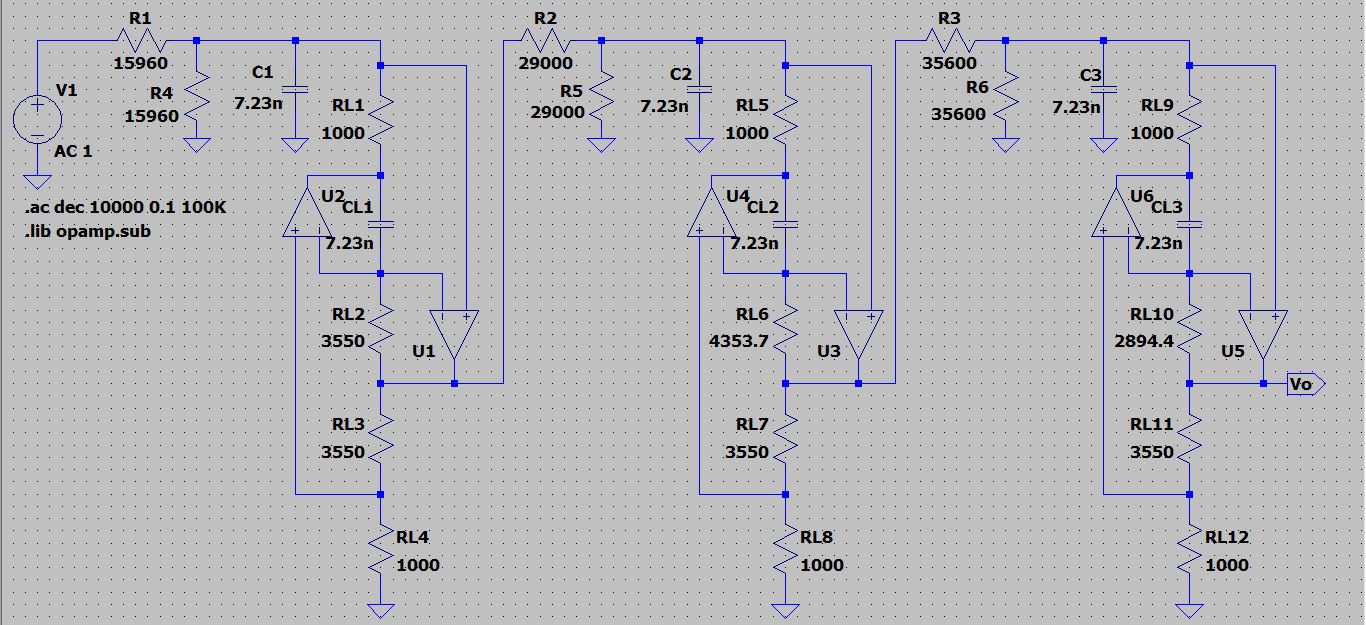 R1
15960
V1
AC 1
R4
15960
C1
7.23n
RL1
1000
U2
CL1
7.23n
.ac dec 10000 0.1 100K
.lib opamp.sub
RL2
3550
U1
RL3
3550
RL4
1000
R2
29000
R5
29000
C2
7.23n
RL5
1000
U4
CL2
7.23n
RL6
4353.7
U3
RL7
3550
RL8
1000
R3
35600
R6
35600
C3
7.23n
RL9
1000
U6
CL3
7.23n
RL10
2894.4
U5
Vo
RL11
3550
RL12
1000